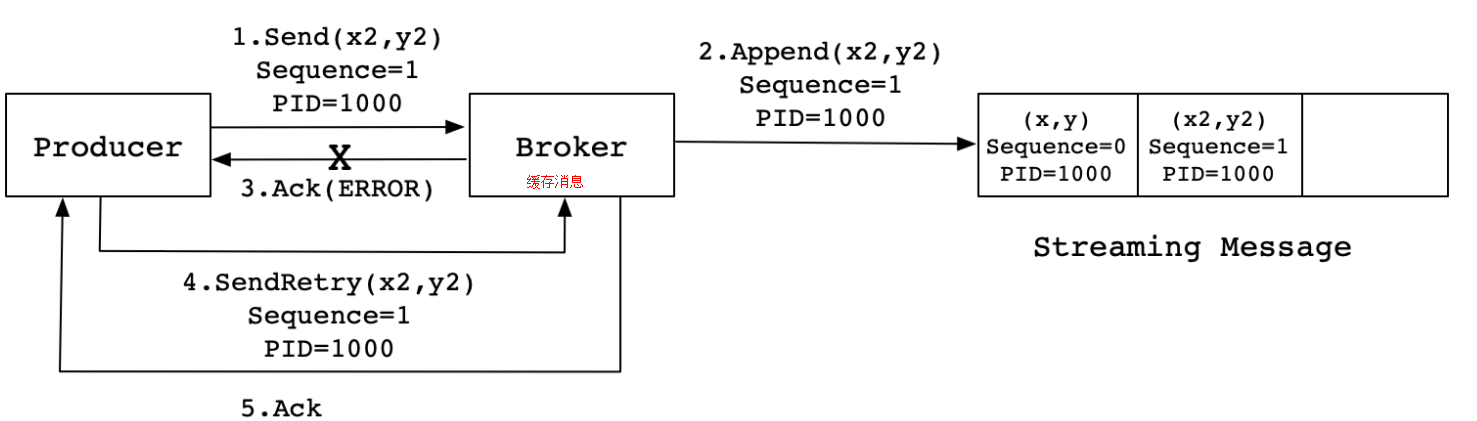 1.Send(x2,y2)
Sequence=1
PID=1000
Producer
X
3.Ack(ERROR)
Broker
缓存消息
2.Append(x2,y2)
Sequence=1
PID=1000
(x,y)
Sequence=0
PID=1000
(x2,y2)
Sequence=1
PID=1000
Streaming Message
4.SendRetry(x2,y2)
Sequence=1
PID=1000
5.Ack